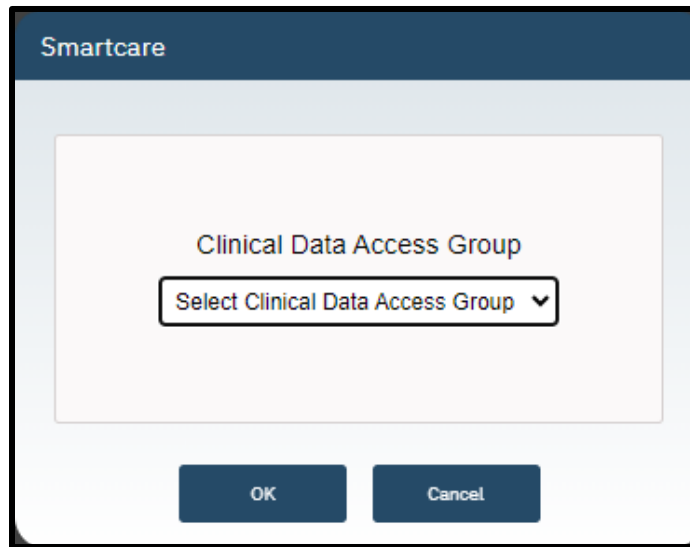 Smartcare
Clinical Data Access Group
Select Clinical Data Access Group
OK
Cancel